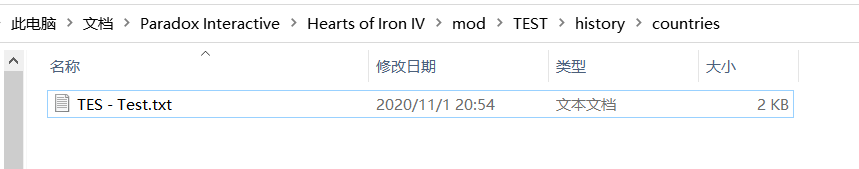 此电脑 > 文档 > Paradox Interactive > Hearts of Iron IV > mod > TEST > history > countries
名称 修改日期 类型 大小
TES - Test.txt 2020/11/1 20:54 文本文档 2 KB